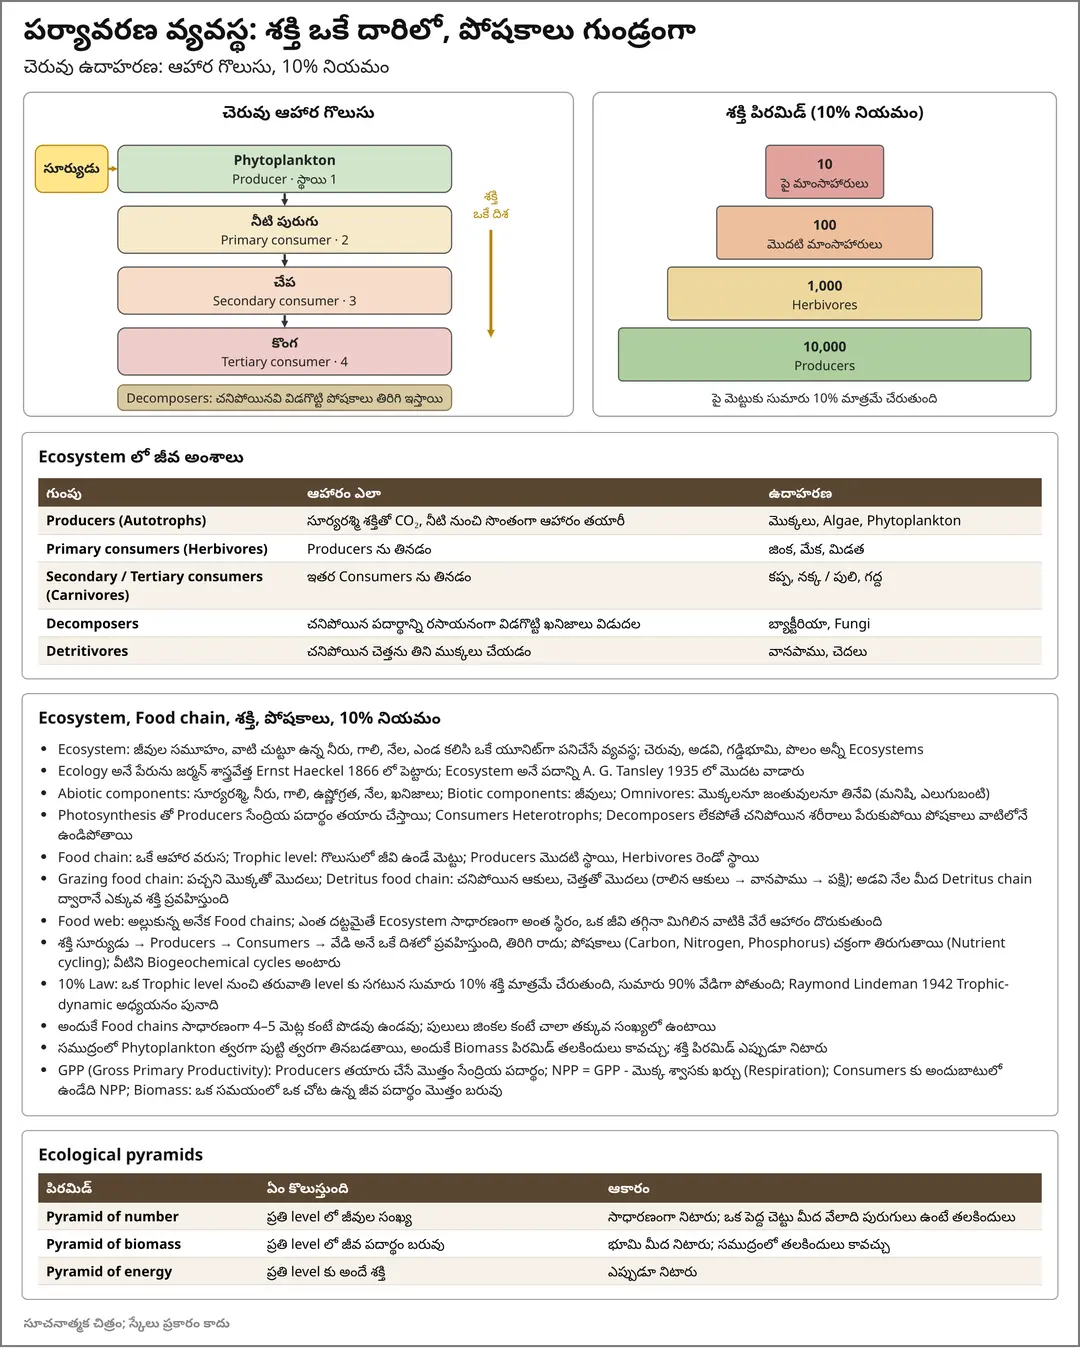 పర్యావరణ వ్యవస్థ: శక్తి ఒకే దారిలో, పోషకాలు గుండ్రంగా
చెరువు ఉదాహరణ: ఆహార గొలుసు, 10% నియమం
చెరువు ఆహార గొలుసు
సూర్యుడు
Phytoplankton
Producer · స్థాయి 1
నీటి పురుగు
Primary consumer · 2
చేప
Secondary consumer · 3
కొంగ
Tertiary consumer · 4
Decomposers: చనిపోయినవి విడగొట్టి పోషకాలు తిరిగి ఇస్తాయి
శక్తి
ఒకే దిశ
శక్తి పిరమిడ్ (10% నియమం)
10
పై మాంసాహారులు
100
మొదటి మాంసాహారులు
1,000
Herbivores
10,000
Producers
పై మెట్టుకు సుమారు 10% మాత్రమే చేరుతుంది
Ecosystem లో జీవ అంశాలు
గుంపు ఆహారం ఎలా ఉదాహరణ
Producers (Autotrophs) సూర్యరశ్మి శక్తితో CO₂, నీటి నుంచి సొంతంగా ఆహారం తయారీ మొక్కలు, Algae, Phytoplankton
Primary consumers (Herbivores) Producers ను తినడం జింక, మేక, మిడత
Secondary / Tertiary consumers ఇతర Consumers ను తినడం కప్ప, నక్క / పులి, గద్ద
(Carnivores)
Decomposers చనిపోయిన పదార్థాన్ని రసాయనంగా విడగొట్టి ఖనిజాలు విడుదల బ్యాక్టీరియా, Fungi
Detritivores చనిపోయిన చెత్తను తిని ముక్కలు చేయడం వానపాము, చెదలు
Ecosystem, Food chain, శక్తి, పోషకాలు, 10% నియమం
• Ecosystem: జీవుల సమూహం, వాటి చుట్టూ ఉన్న నీరు, గాలి, నేల, ఎండ కలిసి ఒకే యూనిట్‌గా పనిచేసే వ్యవస్థ; చెరువు, అడవి, గడ్డిభూమి, పొలం అన్నీ Ecosystems
• Ecology అనే పేరును జర్మన్ శాస్త్రవేత్త Ernst Haeckel 1866 లో పెట్టారు; Ecosystem అనే పదాన్ని A. G. Tansley 1935 లో మొదట వాడారు
• Abiotic components: సూర్యరశ్మి, నీరు, గాలి, ఉష్ణోగ్రత, నేల, ఖనిజాలు; Biotic components: జీవులు; Omnivores: మొక్కలనూ జంతువులనూ తినేవి (మనిషి, ఎలుగుబంటి)
• Photosynthesis తో Producers సేంద్రియ పదార్థం తయారు చేస్తాయి; Consumers Heterotrophs; Decomposers లేకపోతే చనిపోయిన శరీరాలు పేరుకుపోయి పోషకాలు వాటిలోనే
ఉండిపోతాయి
• Food chain: ఒకే ఆహార వరుస; Trophic level: గొలుసులో జీవి ఉండే మెట్టు; Producers మొదటి స్థాయి, Herbivores రెండో స్థాయి
• Grazing food chain: పచ్చని మొక్కతో మొదలు; Detritus food chain: చనిపోయిన ఆకులు, చెత్తతో మొదలు (రాలిన ఆకులు → వానపాము → పక్షి); అడవి నేల మీద Detritus chain
ద్వారానే ఎక్కువ శక్తి ప్రవహిస్తుంది
• Food web: అల్లుకున్న అనేక Food chains; ఎంత దట్టమైతే Ecosystem సాధారణంగా అంత స్థిరం, ఒక జీవి తగ్గినా మిగిలిన వాటికి వేరే ఆహారం దొరుకుతుంది
• శక్తి సూర్యుడు → Producers → Consumers → వేడి అనే ఒకే దిశలో ప్రవహిస్తుంది, తిరిగి రాదు; పోషకాలు (Carbon, Nitrogen, Phosphorus) చక్రంగా తిరుగుతాయి (Nutrient
cycling); వీటిని Biogeochemical cycles అంటారు
• 10% Law: ఒక Trophic level నుంచి తరువాతి level కు సగటున సుమారు 10% శక్తి మాత్రమే చేరుతుంది, సుమారు 90% వేడిగా పోతుంది; Raymond Lindeman 1942 Trophic-
dynamic అధ్యయనం పునాది
• అందుకే Food chains సాధారణంగా 4–5 మెట్ల కంటే పొడవు ఉండవు; పులులు జింకల కంటే చాలా తక్కువ సంఖ్యలో ఉంటాయి
• సముద్రంలో Phytoplankton త్వరగా పుట్టి త్వరగా తినబడతాయి, అందుకే Biomass పిరమిడ్ తలకిందులు కావచ్చు; శక్తి పిరమిడ్ ఎప్పుడూ నిటారు
• GPP (Gross Primary Productivity): Producers తయారు చేసే మొత్తం సేంద్రియ పదార్థం; NPP = GPP - మొక్క శ్వాసకు ఖర్చు (Respiration); Consumers కు అందుబాటులో
ఉండేది NPP; Biomass: ఒక సమయంలో ఒక చోట ఉన్న జీవ పదార్థం మొత్తం బరువు
Ecological pyramids
పిరమిడ్ ఏం కొలుస్తుంది ఆకారం
Pyramid of number ప్రతి level లో జీవుల సంఖ్య సాధారణంగా నిటారు; ఒక పెద్ద చెట్టు మీద వేలాది పురుగులు ఉంటే తలకిందులు
Pyramid of biomass ప్రతి level లో జీవ పదార్థం బరువు భూమి మీద నిటారు; సముద్రంలో తలకిందులు కావచ్చు
Pyramid of energy ప్రతి level కు అందే శక్తి ఎప్పుడూ నిటారు
సూచనాత్మక చిత్రం; స్కేలు ప్రకారం కాదు